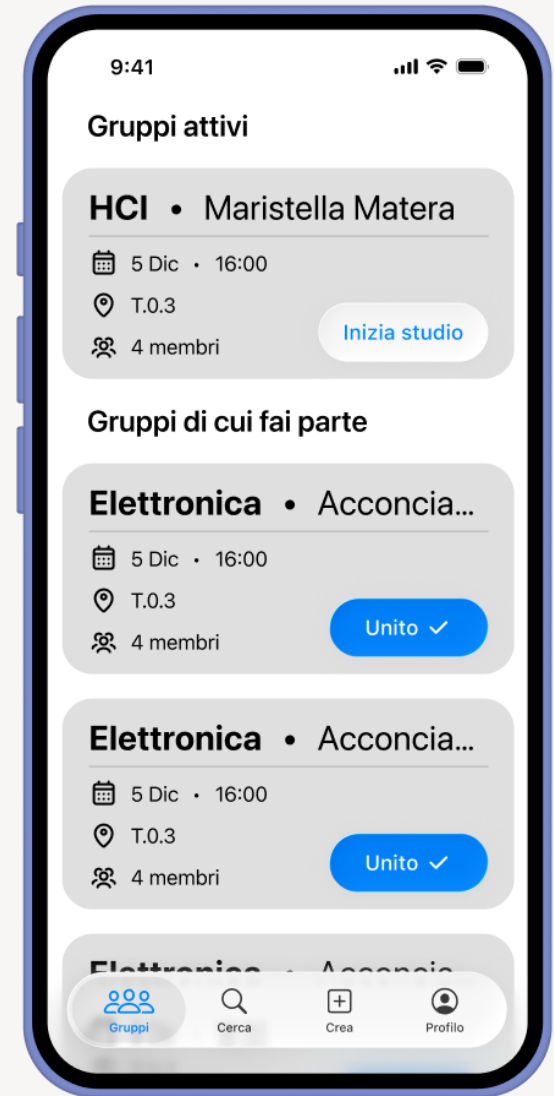 9:41
Gruppi attivi
HCI • Maristella Matera
5 Dic • 16:00
T.0.3
4 membri
Inizia studio
Gruppi di cui fai parte
Elettronica • Acconcia...
5 Dic • 16:00
T.0.3
4 membri
Unito
Elettronica • Acconcia...
5 Dic • 16:00
T.0.3
4 membri
Unito
Elettronica • Acconcia...
Gruppi
Cerca
Crea
Profilo